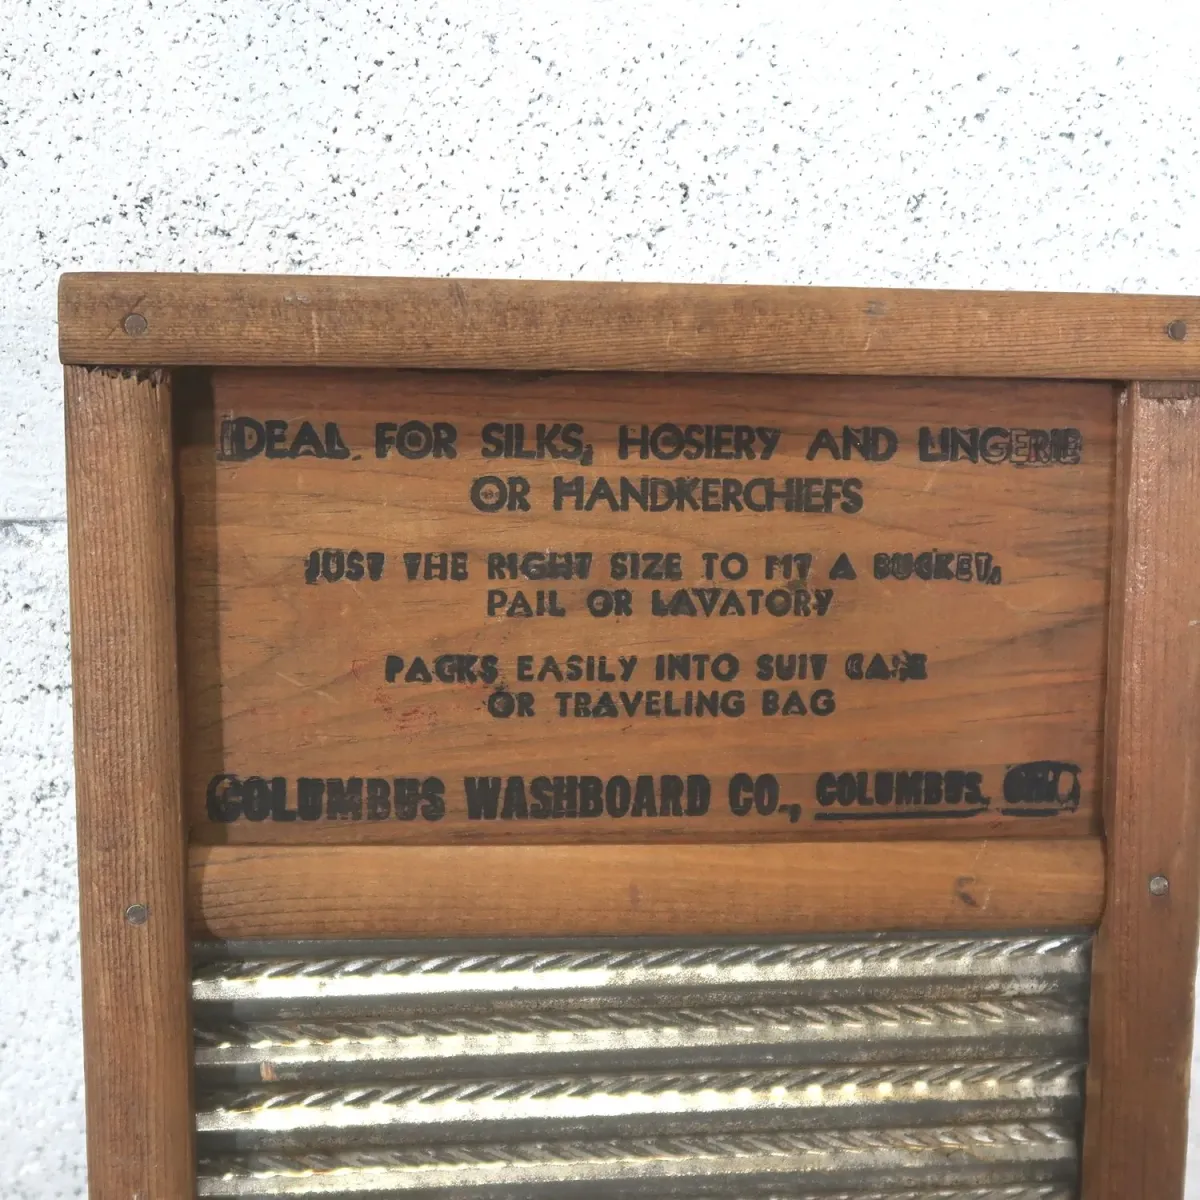 IDEAL FOR SILKS, HOSIERY AND LINGERIE
OR HANDKERCHIEFS
JUST THE RIGHT SIZE TO FIT A BUCKET,
PAIL OR LAVATORY
PACKS EASILY INTO SUIT CASE
OR TRAVELING BAG
COLUMBUS WASHBOARD CO., COLUMBUS, OHIO